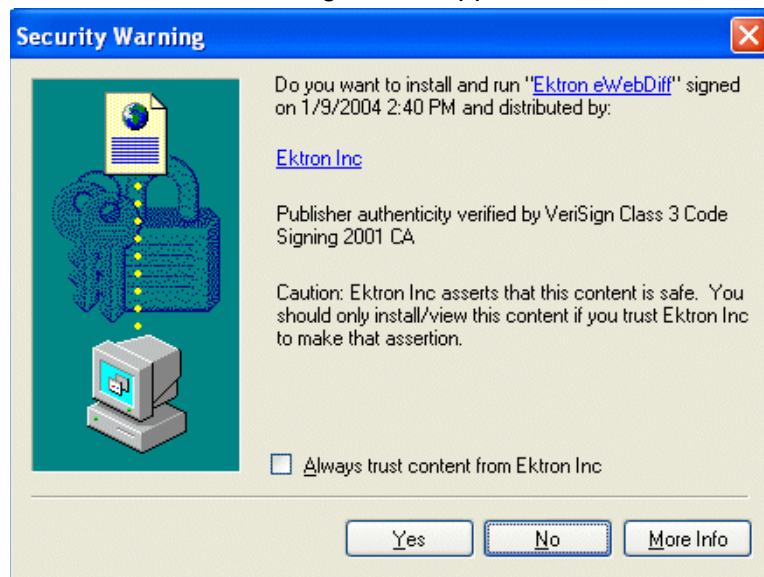 Security Warning
Do you want to install and run "Ektron eWebDiff" signed
on 1/9/2004 2:40 PM and distributed by:
Ektron Inc
Publisher authenticity verified by VeriSign Class 3 Code
Signing 2001 CA
Caution: Ektron Inc asserts that this content is safe. You
should only install/view this content if you trust Ektron Inc
to make that assertion.
Always trust content from Ektron Inc
Yes
No
More Info